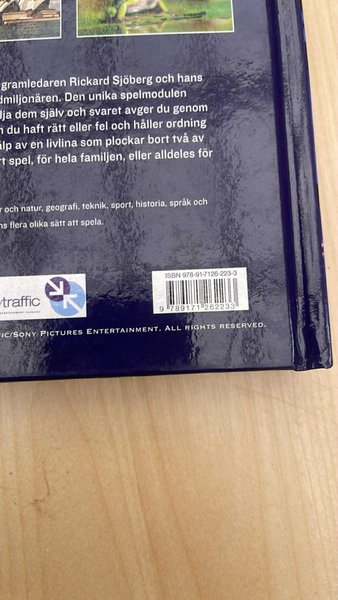 gramledaren Rickard Sjöberg och hans
dmiljonären. Den unika spelmodulen
lja dem själv och svaret avger du genom
n du haft rätt eller fel och håller ordning
älp av en livlina som plockar bort två av
rt spel, för hela familjen, eller alldeles för
r och natur, geografi, teknik, sport, historia, språk och
ns flera olika sätt att spela.
ISBN 978-91-7126-223-3
9 789171 262233
traffic
FIC/SONY PICTURES ENTERTAINMENT. ALL RIGHTS RESERVED.